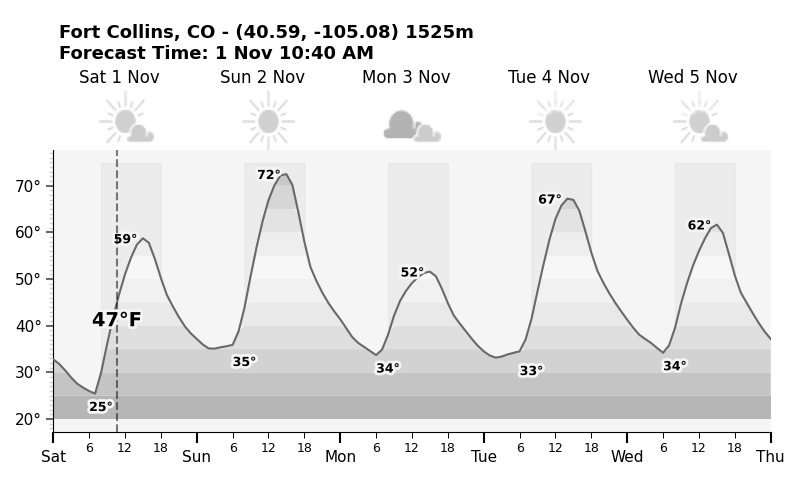 Fort Collins, CO - (40.59, -105.08) 1525m
Forecast Time: 1 Nov 10:40 AM
Sat 1 Nov Sun 2 Nov Mon 3 Nov Tue 4 Nov Wed 5 Nov
70°
60°
50°
40°
30°
20°
72°
67°
62°
59°
52°
47°F
35°
34°
33°
34°
25°
6 12 18 6 12 18 6 12 18 6 12 18 6 12 18
Sat Sun Mon Tue Wed Thu